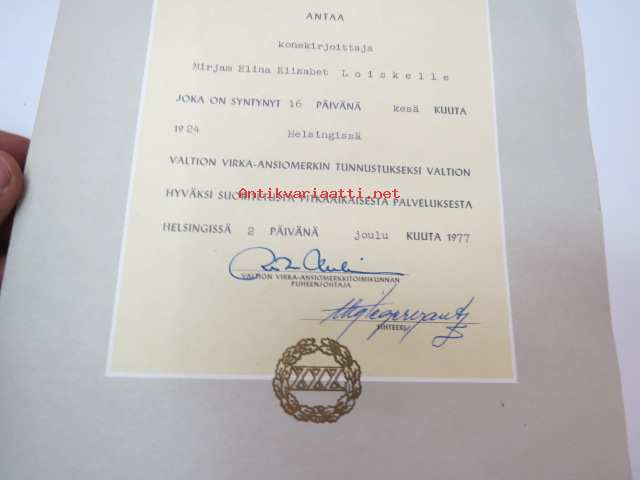 ANTAA
konekirjoittaja
Mirjam Elina Elisabet Loiskelle
JOKA ON SYNTYNYT 16 PÄIVÄNÄ kesä KUUTA
1924 Helsingissä
VALTION VIRKA-ANSIOMERKIN TUNNUSTUKSEKSI VALTION
HYVÄKSI SUORITETUSTA PITKÄAIKAISESTA PALVELUKSESTA
Antikvariaatti.net
HELSINGISSÄ 2 PÄIVÄNÄ joulu KUUTA 1977
VALTION VIRKA-ANSIOMERKKITOIMIKUNNAN
PUHEENJOHTAJA
SIHTEERI
XXX